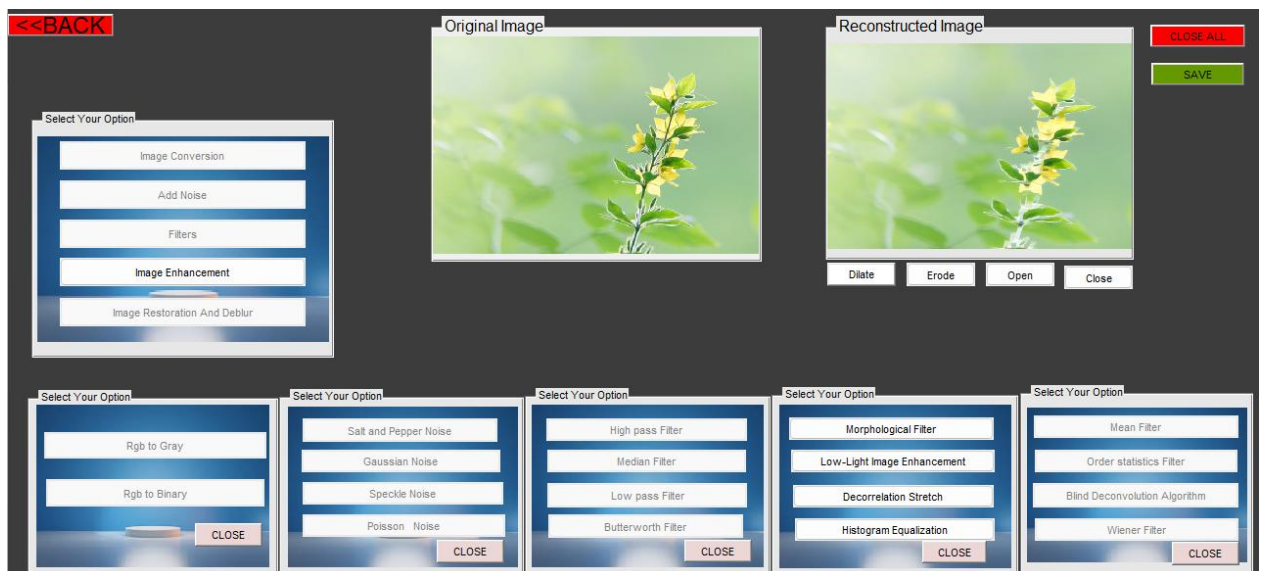 <<BACK
Original Image
Reconstructed Image
CLOSE ALL
SAVE
Select Your Option
Image Conversion
Add Noise
Filters
Image Enhancement
Image Restoration And Deblur
Dilate
Erode
Open
Close
Select Your Option
Rgb to Gray
Rgb to Binary
CLOSE
Select Your Option
Salt and Pepper Noise
Gaussian Noise
Speckle Noise
Poisson Noise
CLOSE
Select Your Option
High pass Filter
Median Filter
Low pass Filter
Butterworth Filter
CLOSE
Select Your Option
Morphological Filter
Low-Light Image Enhancement
Decorrelation Stretch
Histogram Equalization
CLOSE
Select Your Option
Mean Filter
Order statistics Filter
Blind Deconvolution Algorithm
Wiener Filter
CLOSE